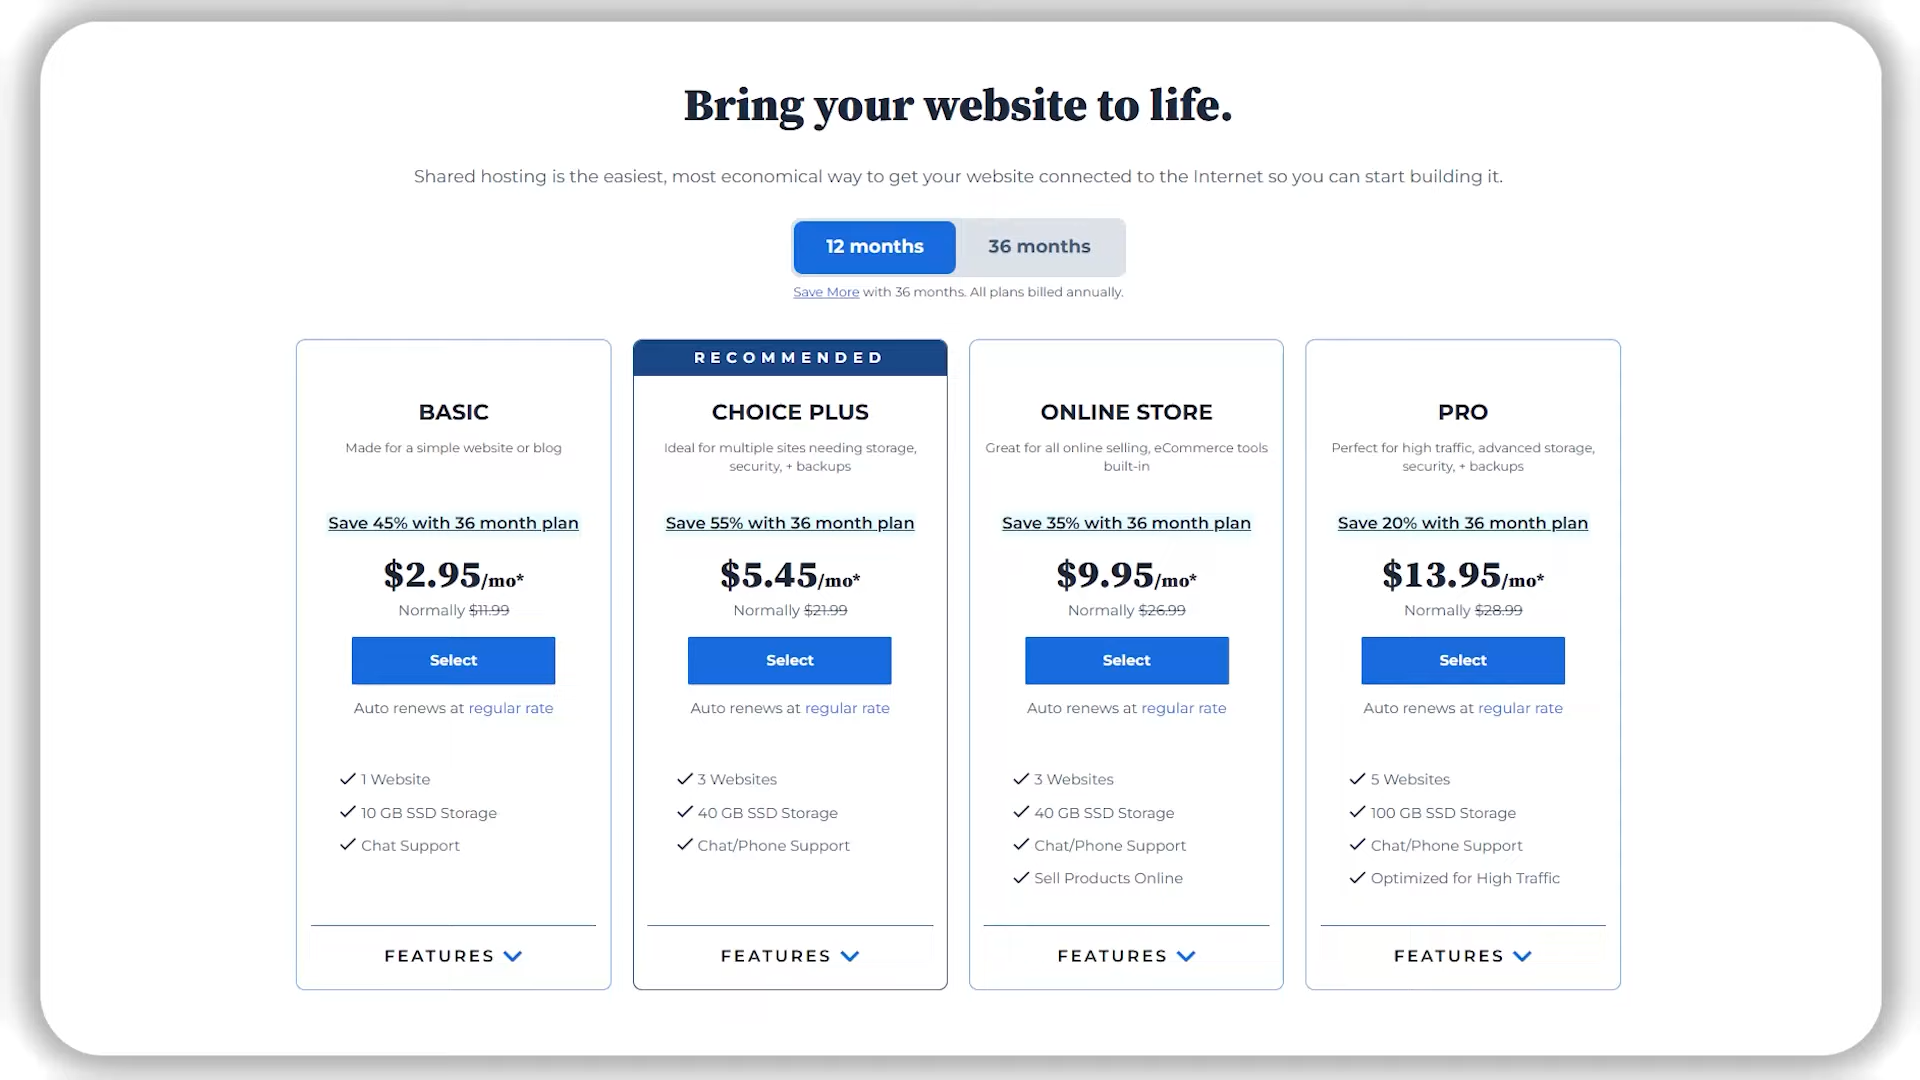 Bring your website to life.
Shared hosting is the easiest, most economical way to get your website connected to the Internet so you can start building it.
12 months
36 months
Save More with 36 months. All plans billed annually.
BASIC
Made for a simple website or blog
Save 45% with 36 month plan
$2.95/mo*
Normally $11.99
Select
Auto renews at regular rate
1 Website
10 GB SSD Storage
Chat Support
FEATURES
RECOMMENDED
CHOICE PLUS
Ideal for multiple sites needing storage,
security, + backups
Save 55% with 36 month plan
$5.45/mo*
Normally $21.99
Select
Auto renews at regular rate
3 Websites
40 GB SSD Storage
Chat/Phone Support
FEATURES
ONLINE STORE
Great for all online selling, eCommerce tools
built-in
Save 35% with 36 month plan
$9.95/mo*
Normally $26.99
Select
Auto renews at regular rate
3 Websites
40 GB SSD Storage
Chat/Phone Support
Sell Products Online
FEATURES
PRO
Perfect for high traffic, advanced storage,
security, + backups
Save 20% with 36 month plan
$13.95/mo*
Normally $28.99
Select
Auto renews at regular rate
5 Websites
100 GB SSD Storage
Chat/Phone Support
Optimized for High Traffic
FEATURES